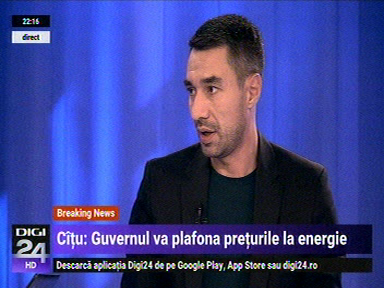 22:16
direct
Breaking News
Cîțu: Guvernul va plafona prețurile la energie
DIGI
24
HD
Descarcă aplicația Digi24 de pe Google Play, App Store sau digi24.ro